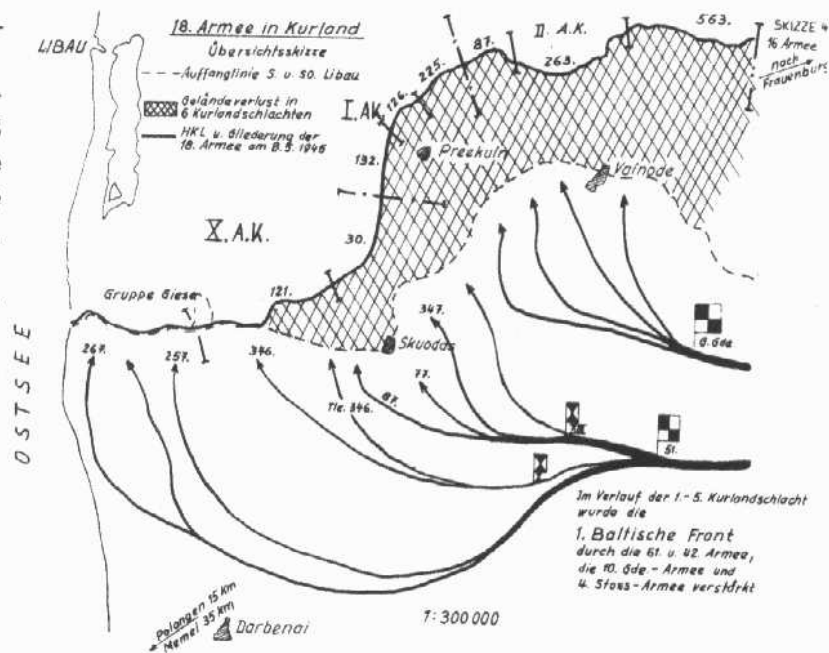 18. Armee in Kurland
Übersichtsskizze
Auffanglinie S. u. so. Libau
Geländeverlust in
6 Kurlandschlachten
HKL u. Gliederung der
18. Armee am 8.5. 1945
LIBAU
SKIZZE 4
16 Armee
nach
Frauenburg
563.
II A.K.
263.
87.
225.
126.
I. AK
132.
Preekuln
Vainode
X. A.K.
30.
121.
Gruppe Giese
OSTSEE
Skuodas
267.
257.
346.
Tle. 346.
87.
77.
347.
6. Gde
51.
Im Verlauf der 1.-5. Kurlandschlacht
wurde die
1. Baltische Front
durch die 61. u. 42. Armee,
die 10. Gde.-Armee und
4. Stoss-Armee verstärkt
1:300 000
Polangen 15 km
Memel 35 km
Darbenai